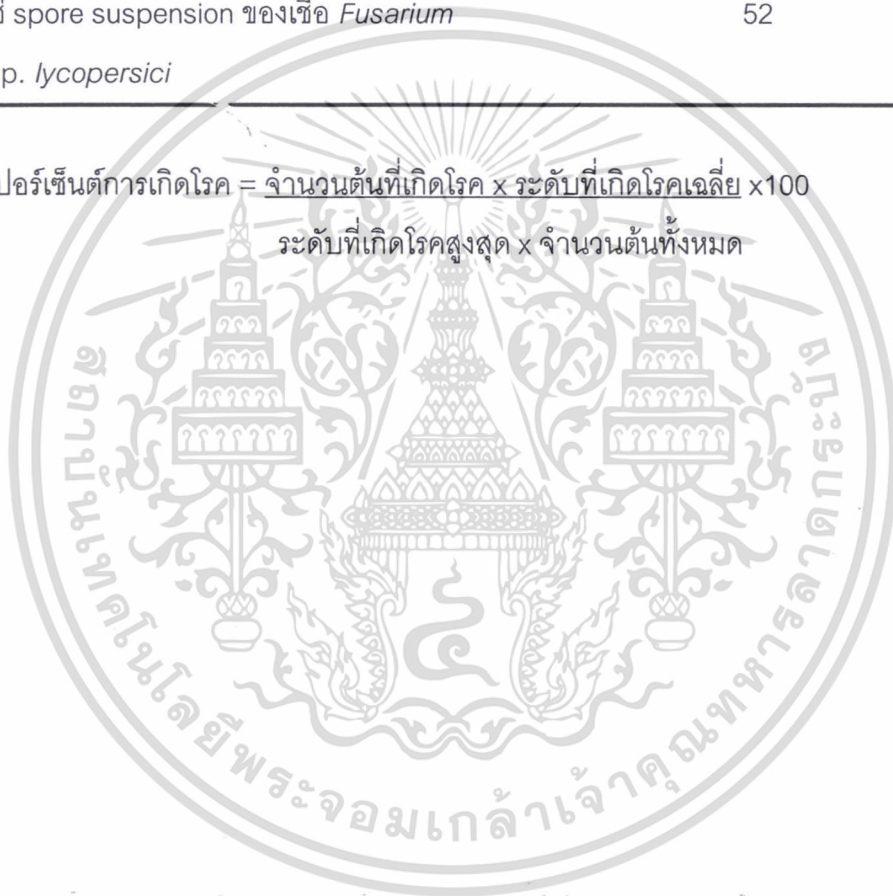 spore suspension ของเชื้อ Fusarium 52
p. lycopersici
ปอร์เซ็นต์การเกิดโรค = จำนวนต้นที่เกิดโรค x ระดับที่เกิดโรคเฉลี่ย x100
ระดับที่เกิดโรคสูงสุด x จำนวนต้นทั้งหมด
สถาบันเทคโนโลยีพระจอมเกล้าเจ้าคุณทหารลาดกระบัง